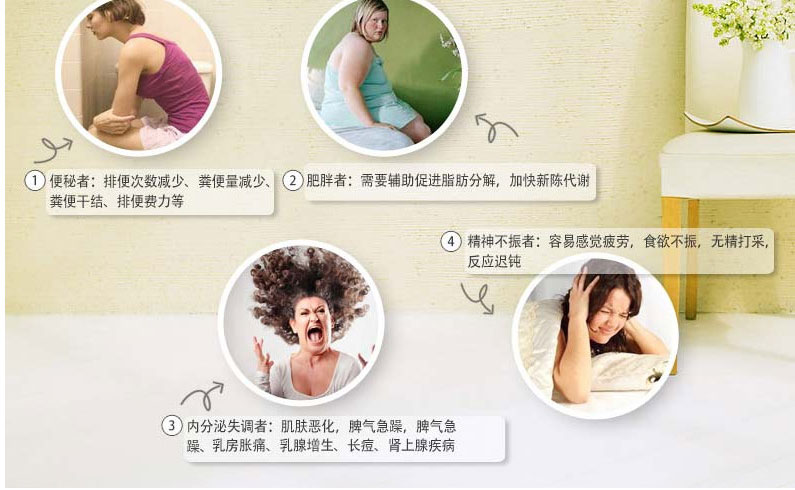 1 便秘者：排便次数减少、粪便量减少、
粪便干结、排便费力等
2 肥胖者：需要辅助促进脂肪分解，加快新陈代谢
4 精神不振者：容易感觉疲劳，食欲不振，无精打采，
反应迟钝
3 内分泌失调者：肌肤恶化，脾气急躁，脾气急
躁、乳房胀痛、乳腺增生、长痘、肾上腺疾病